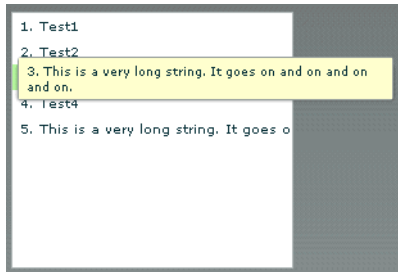 1. Test1
2. Test2
3. This is a very long string. It goes on and on and on
and on.
4. Test4
5. This is a very long string. It goes o